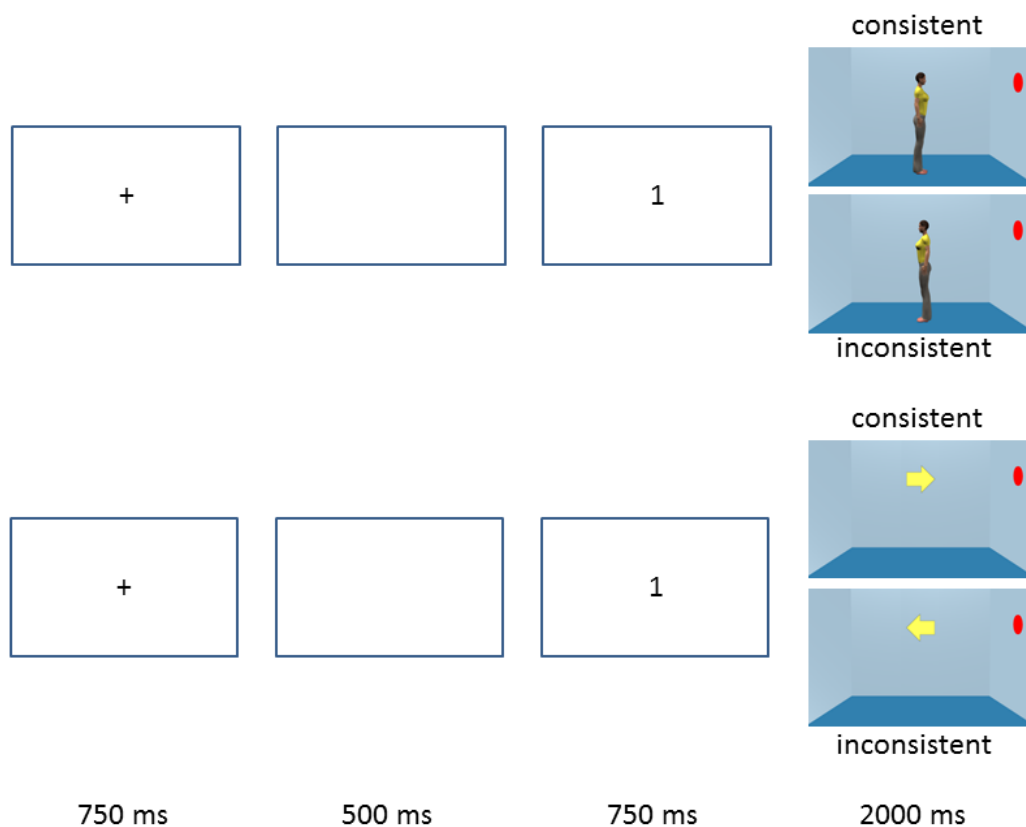 consistent
+
1
inconsistent
consistent
+
1
inconsistent
750 ms 500 ms 750 ms 2000 ms